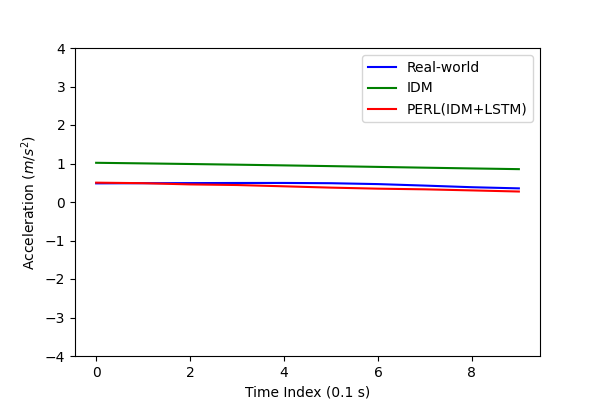 Real-world
IDM
PERL(IDM+LSTM)
4
3
2
1
0
−1
−2
−3
−4
Acceleration (m/s²)
0 2 4 6 8
Time Index (0.1 s)